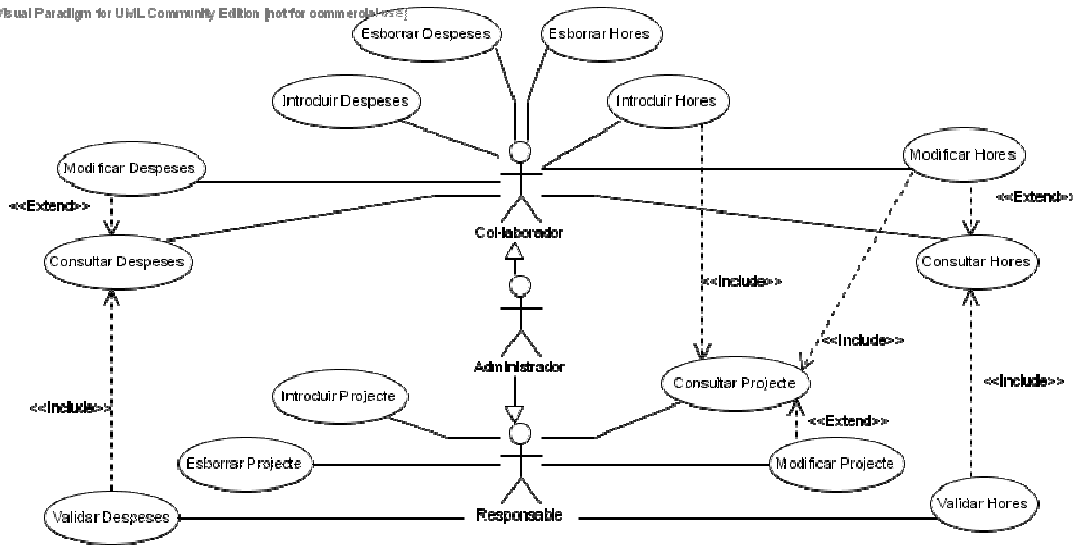 Visual Paradigm for UML Community Edition [not for commercial use]
Esborrar Despeses
Esborrar Hores
Introduir Despeses
Introduir Hores
Modificar Despeses
Modificar Hores
<<Extend>>
<<Extend>>
Col·laborador
Consultar Despeses
Consultar Hores
<<Include>>
<<Include>>
Administrador
Consultar Projecte
<<Include>>
Introduir Projecte
<<Include>>
<<Extend>>
Esborrar Projecte
Modificar Projecte
Validar Despeses
Responsable
Validar Hores